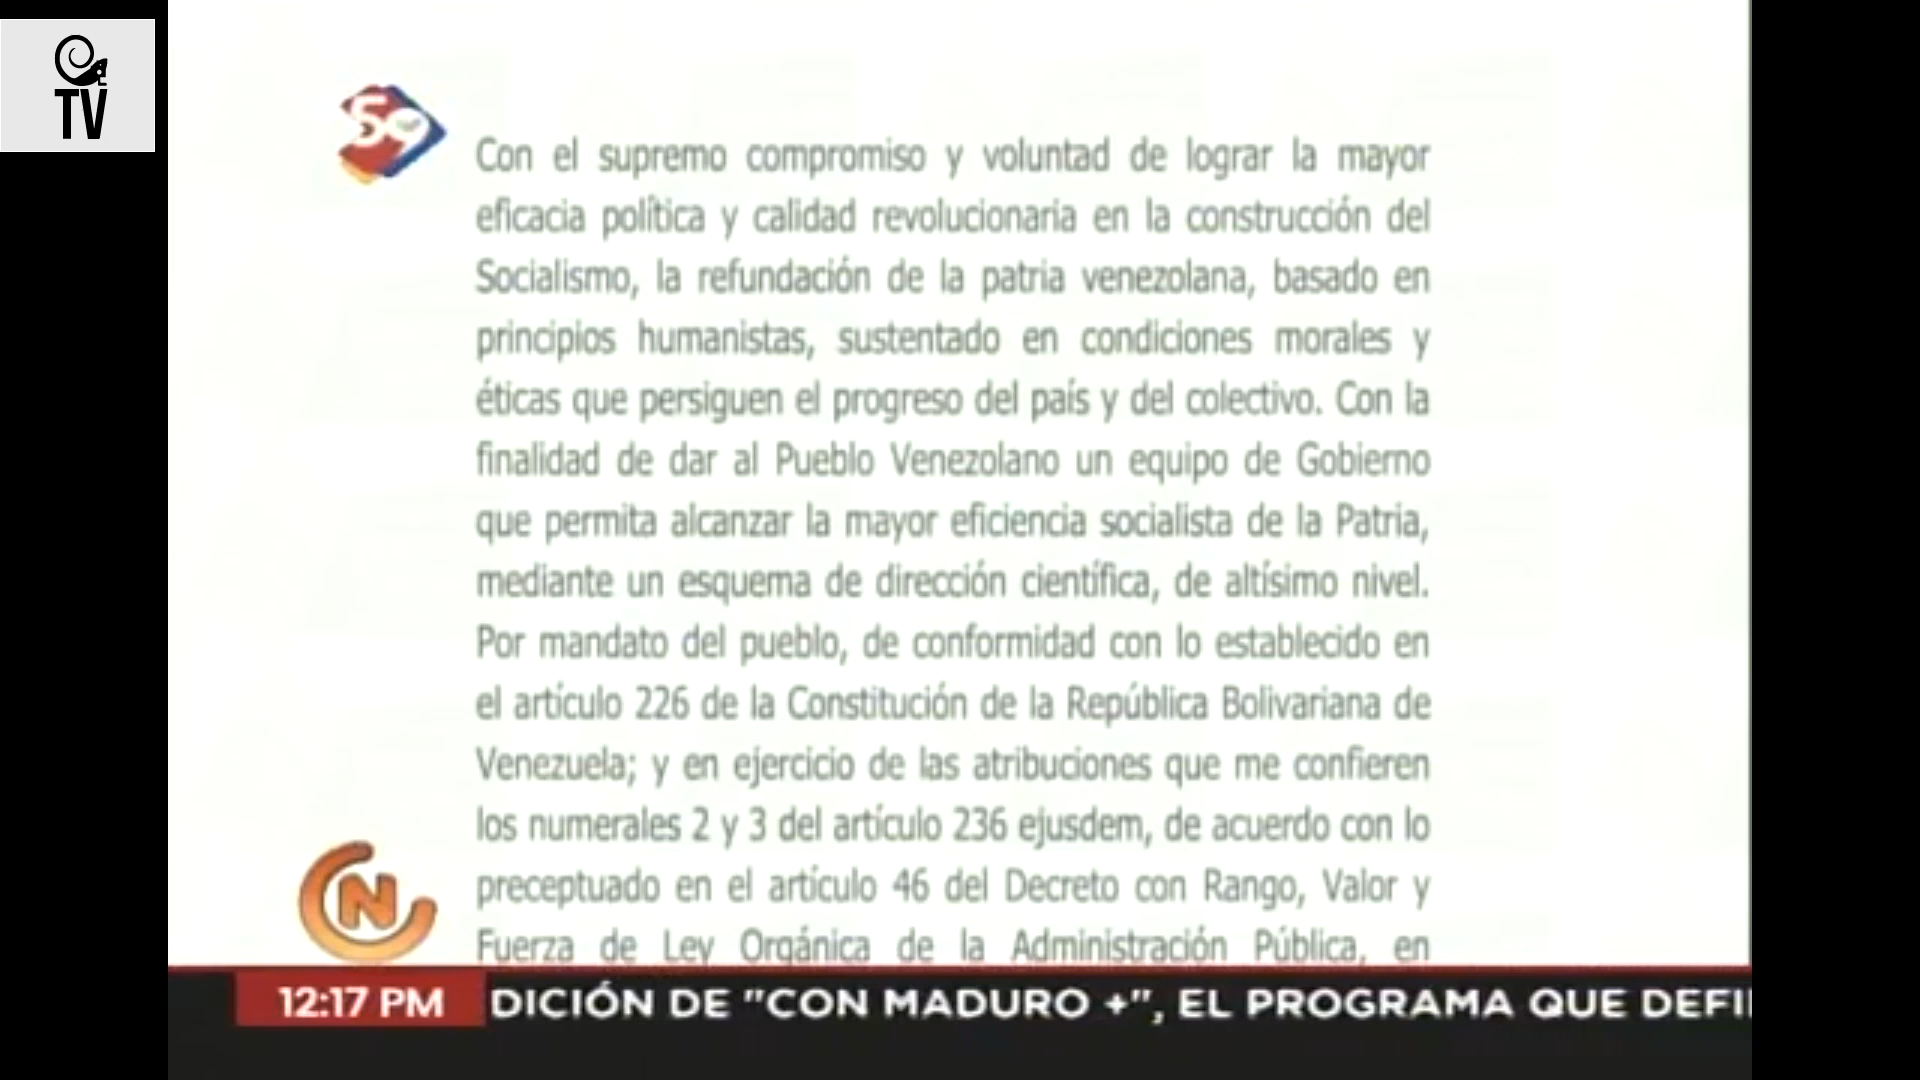 TV
59
Con el supremo compromiso y voluntad de lograr la mayor
eficacia política y calidad revolucionaria en la construcción del
Socialismo, la refundación de la patria venezolana, basado en
principios humanistas, sustentado en condiciones morales y
éticas que persiguen el progreso del país y del colectivo. Con la
finalidad de dar al Pueblo Venezolano un equipo de Gobierno
que permita alcanzar la mayor eficiencia socialista de la Patria,
mediante un esquema de dirección científica, de altísimo nivel.
Por mandato del pueblo, de conformidad con lo establecido en
el artículo 226 de la Constitución de la República Bolivariana de
Venezuela; y en ejercicio de las atribuciones que me confieren
los numerales 2 y 3 del artículo 236 ejusdem, de acuerdo con lo
preceptuado en el artículo 46 del Decreto con Rango, Valor y
Fuerza de Ley Orgánica de la Administración Pública, en
N
12:17 PM DICIÓN DE "CON MADURO +", EL PROGRAMA QUE DEFI